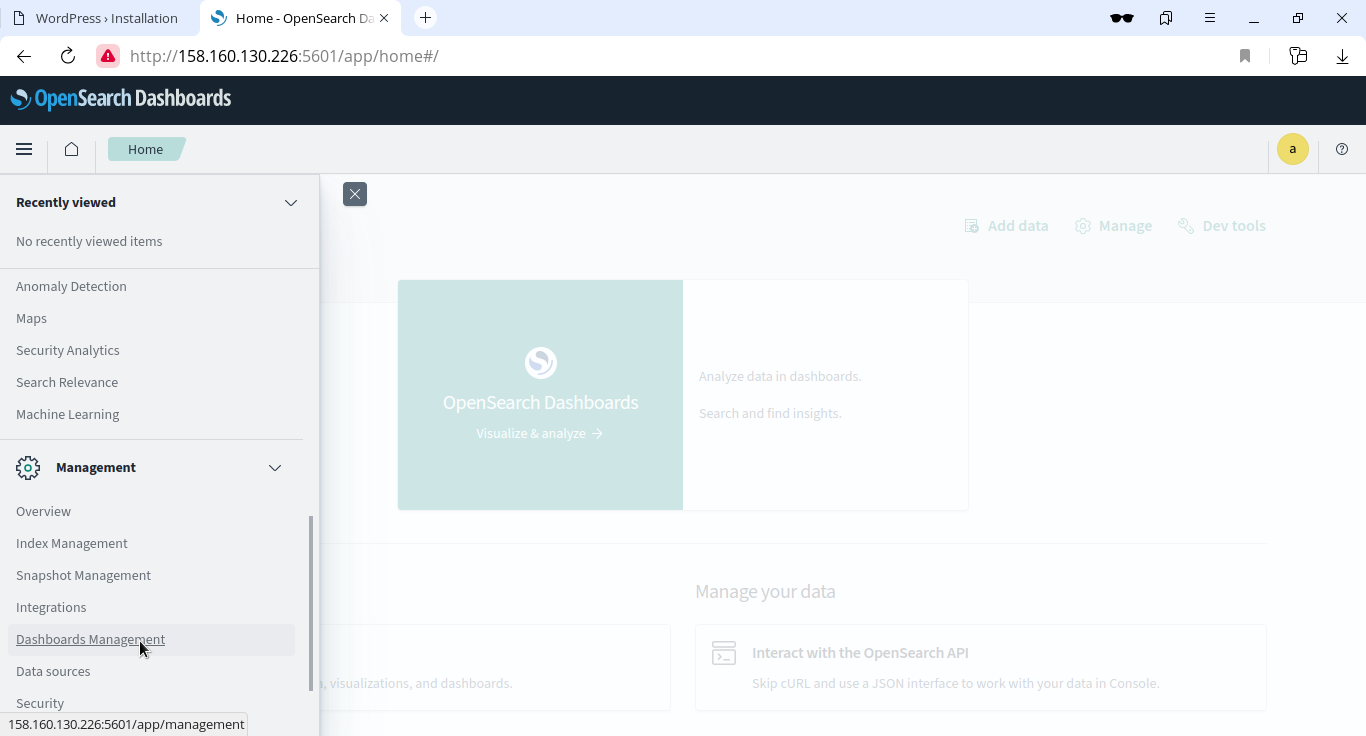 WordPress › Installation
Home - OpenSearch Da
http://158.160.130.226:5601/app/home#/
OpenSearch Dashboards
Home
a
Recently viewed
No recently viewed items
Anomaly Detection
Maps
Security Analytics
Search Relevance
Machine Learning
Management
Overview
Index Management
Snapshot Management
Integrations
Dashboards Management
Data sources
Security
158.160.130.226:5601/app/management
Add data
Manage
Dev tools
OpenSearch Dashboards
Visualize & analyze →
Analyze data in dashboards.
Search and find insights.
Manage your data
, visualizations, and dashboards.
Interact with the OpenSearch API
Skip cURL and use a JSON interface to work with your data in Console.